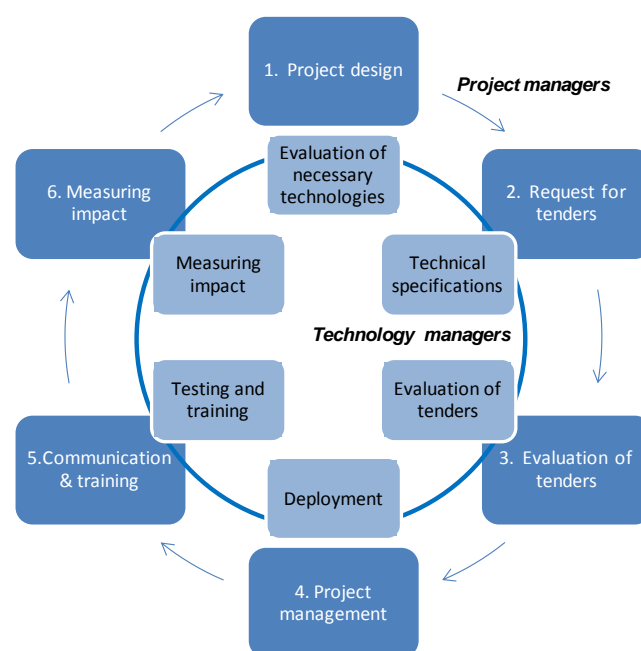 1. Project design
Project managers
Evaluation of
necessary
technologies
2. Request for
tenders
6. Measuring
impact
Measuring
impact
Technical
specifications
Technology managers
Testing and
training
Evaluation of
tenders
5.Communication
& training
3. Evaluation of
tenders
Deployment
4. Project
management